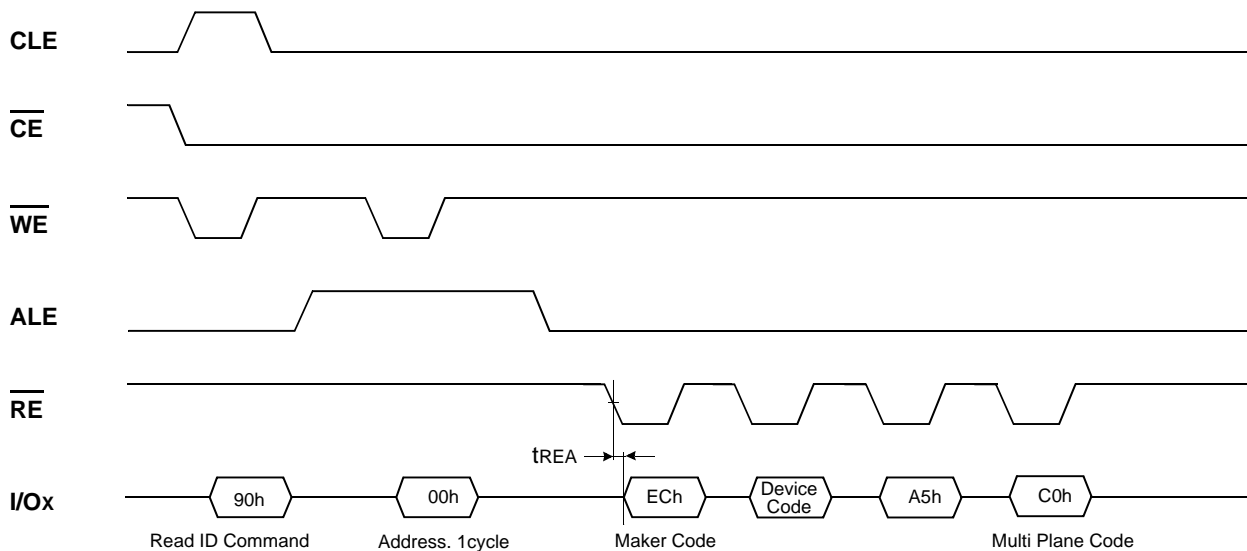 CLE
CE
WE
ALE
RE
tREA
I/Ox
90h
00h
ECh
Device
Code
A5h
C0h
Read ID Command
Address. 1cycle
Maker Code
Multi Plane Code